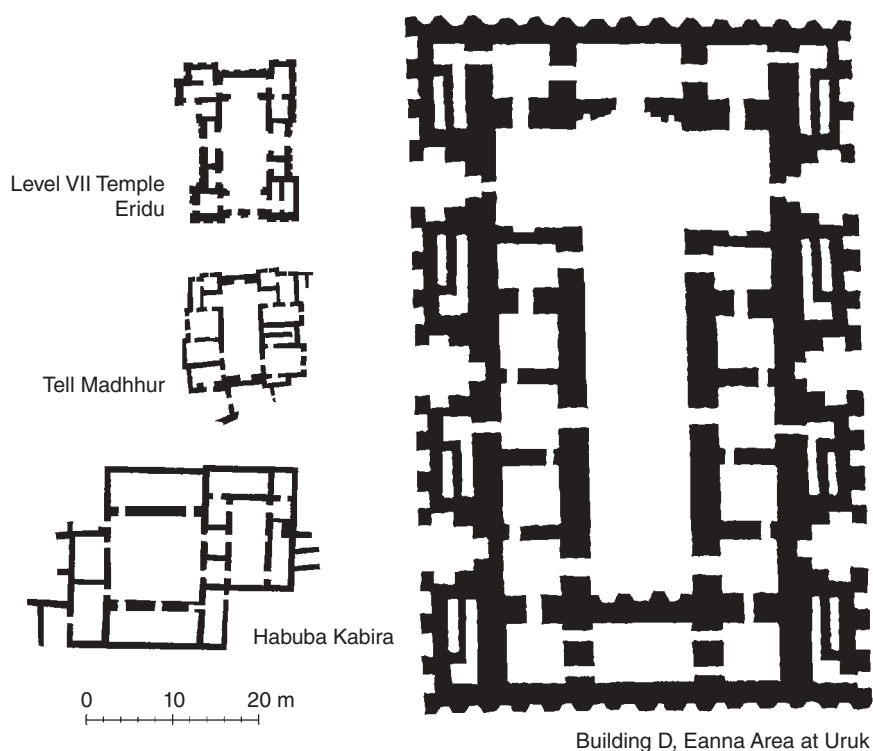 Level VII Temple
Eridu
Tell Madhhur
Habuba Kabira
0 10 20 m
Building D, Eanna Area at Uruk